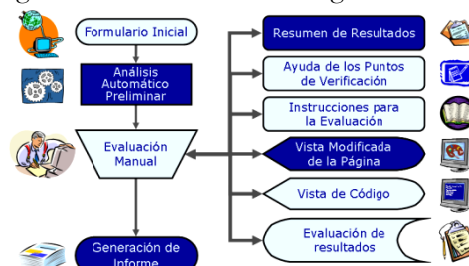 Formulario Inicial
Análisis
Automático
Preliminar
Evaluación
Manual
Generación de
Informe
Resumen de Resultados
Ayuda de los Puntos
de Verificación
Instrucciones para
la Evaluación
Vista Modificada
de la Página
Vista de Código
Evaluación de
resultados